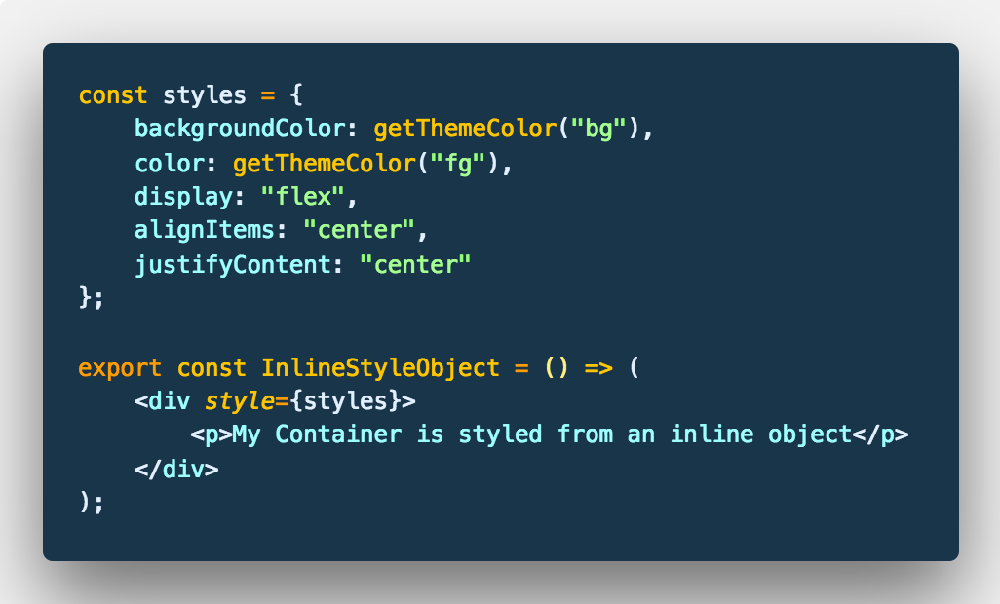 const styles = {
    backgroundColor: getThemeColor("bg"),
    color: getThemeColor("fg"),
    display: "flex",
    alignItems: "center",
    justifyContent: "center"
};

export const InlineStyleObject = () => (
    <div style={styles}>
        <p>My Container is styled from an inline object</p>
    </div>
);